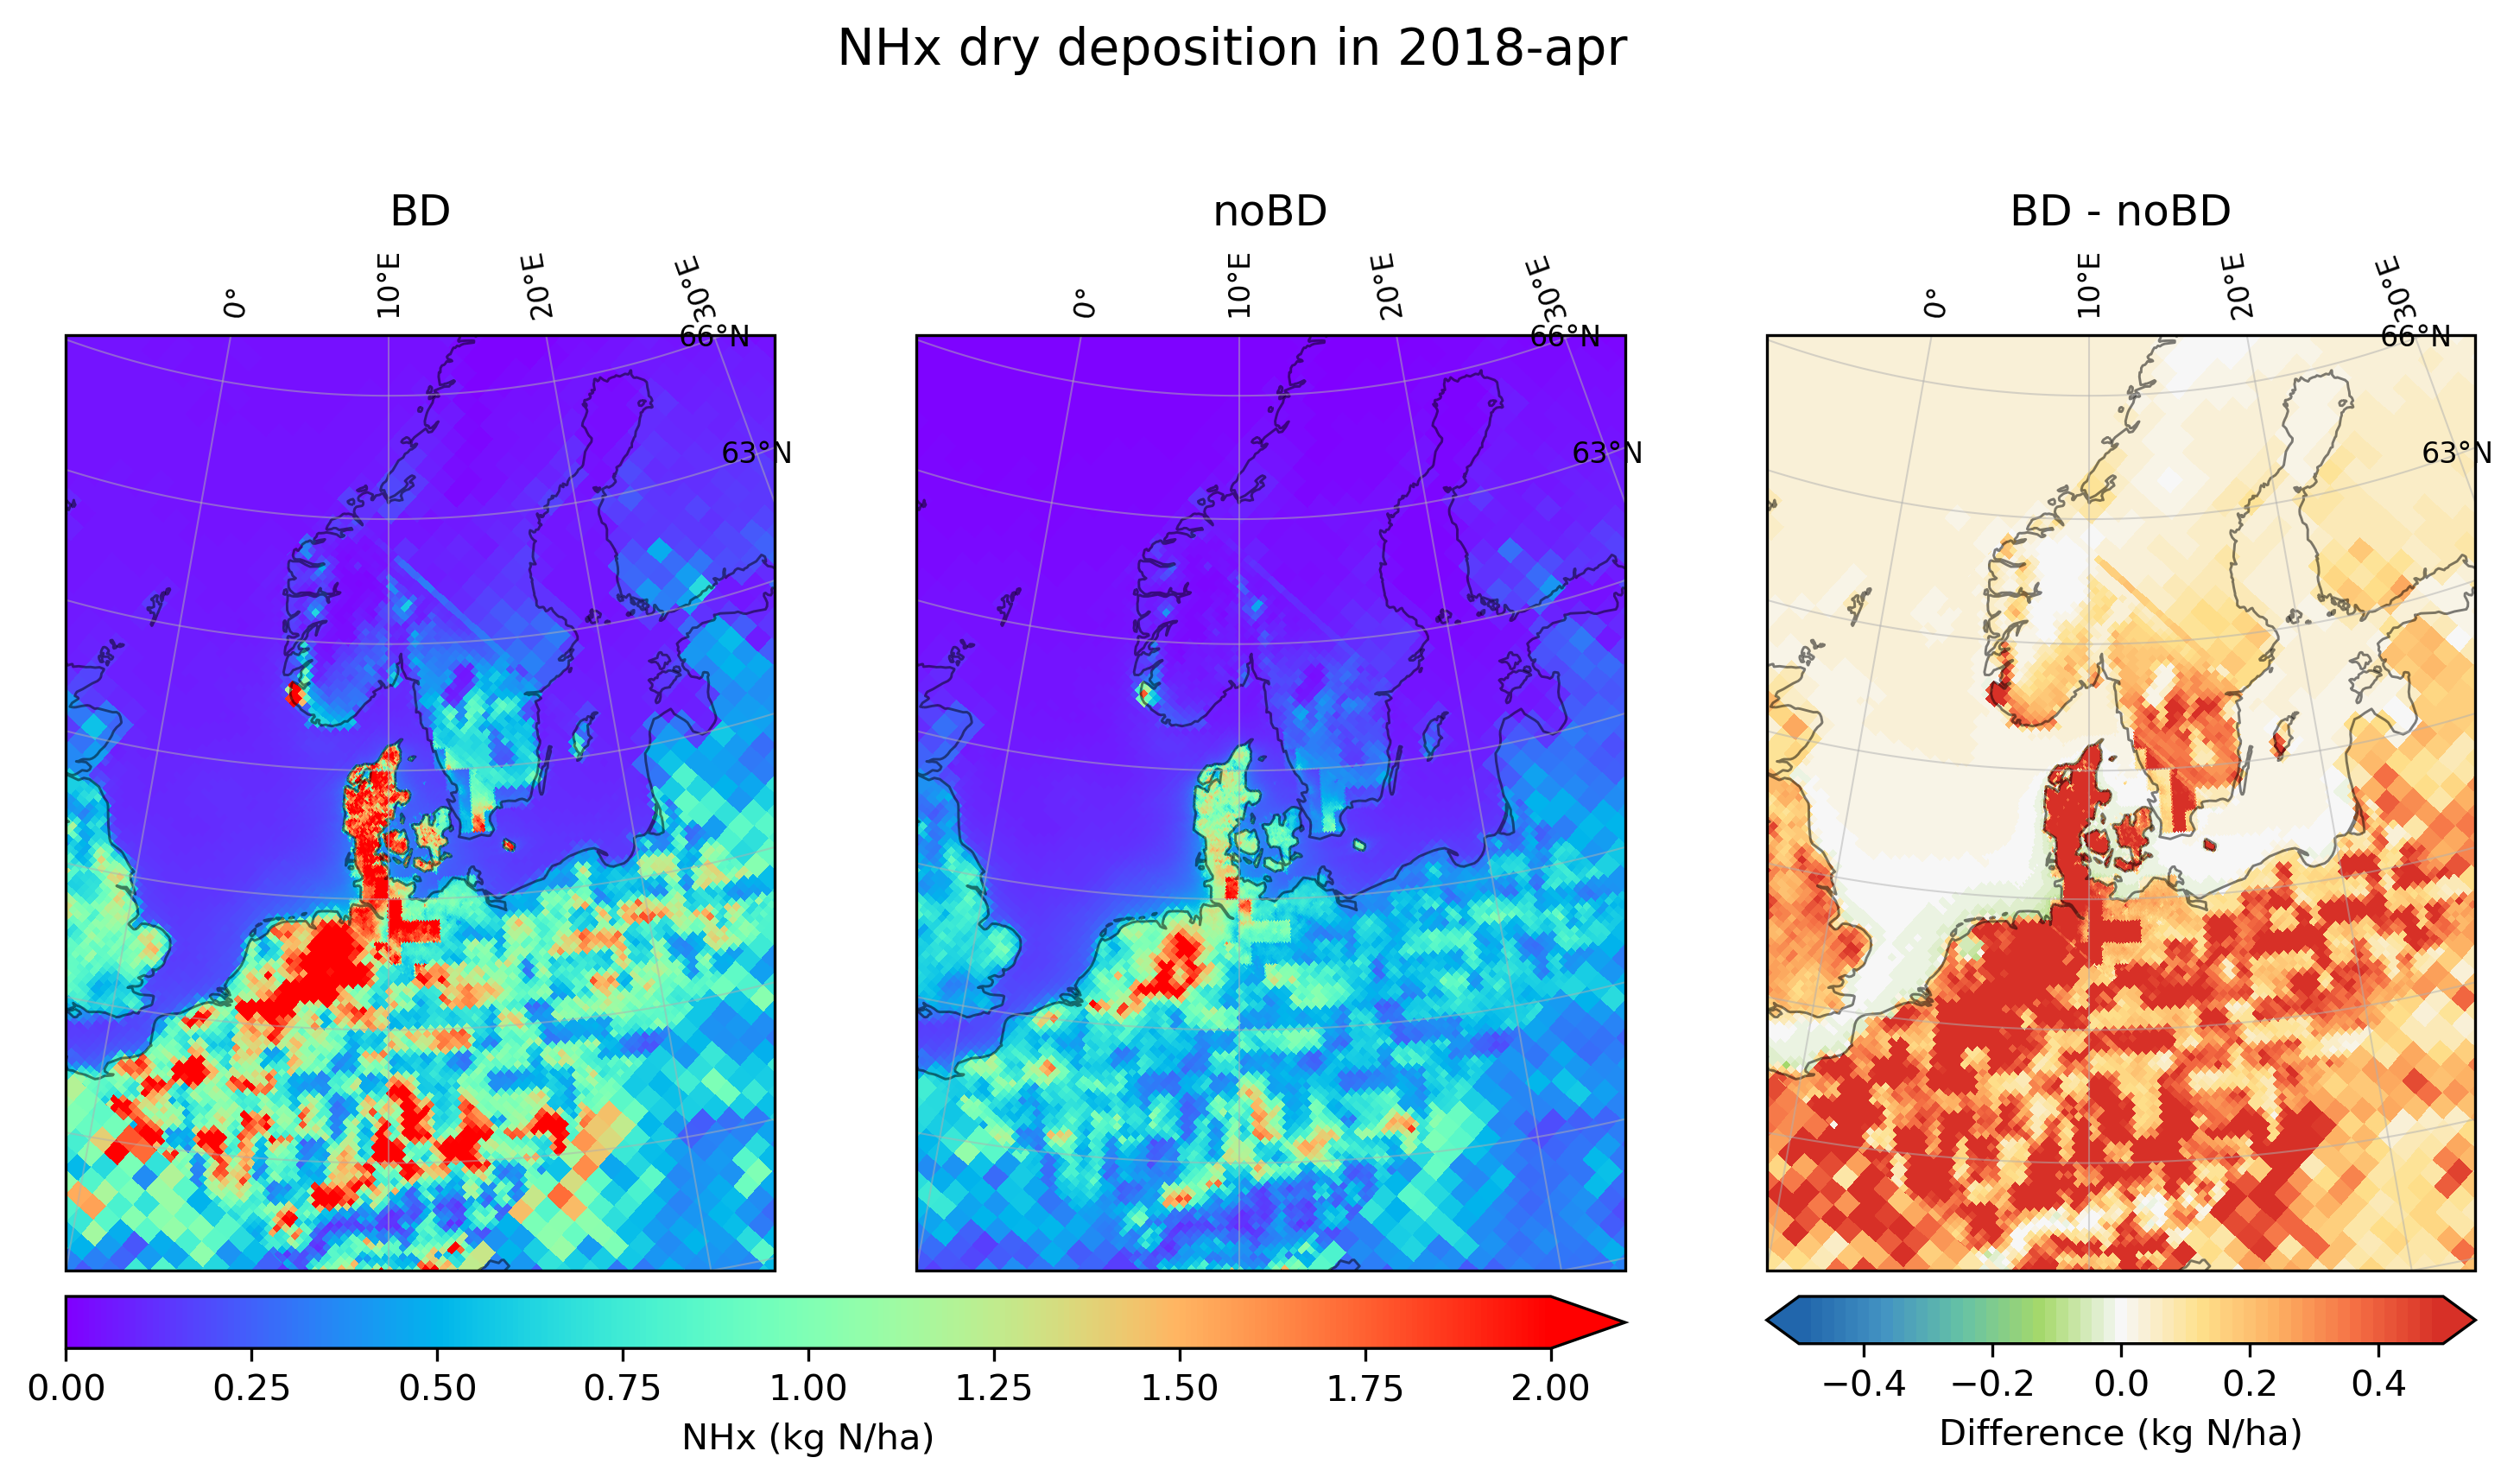 NHx dry deposition in 2018-apr
BD
noBD
BD - noBD
0°
10°E
20°E
30°E
66°N
63°N
0°
10°E
20°E
30°E
66°N
63°N
0°
10°E
20°E
30°E
66°N
63°N
0.00 0.25 0.50 0.75 1.00 1.25 1.50 1.75 2.00
NHx (kg N/ha)
−0.4 −0.2 0.0 0.2 0.4
Difference (kg N/ha)